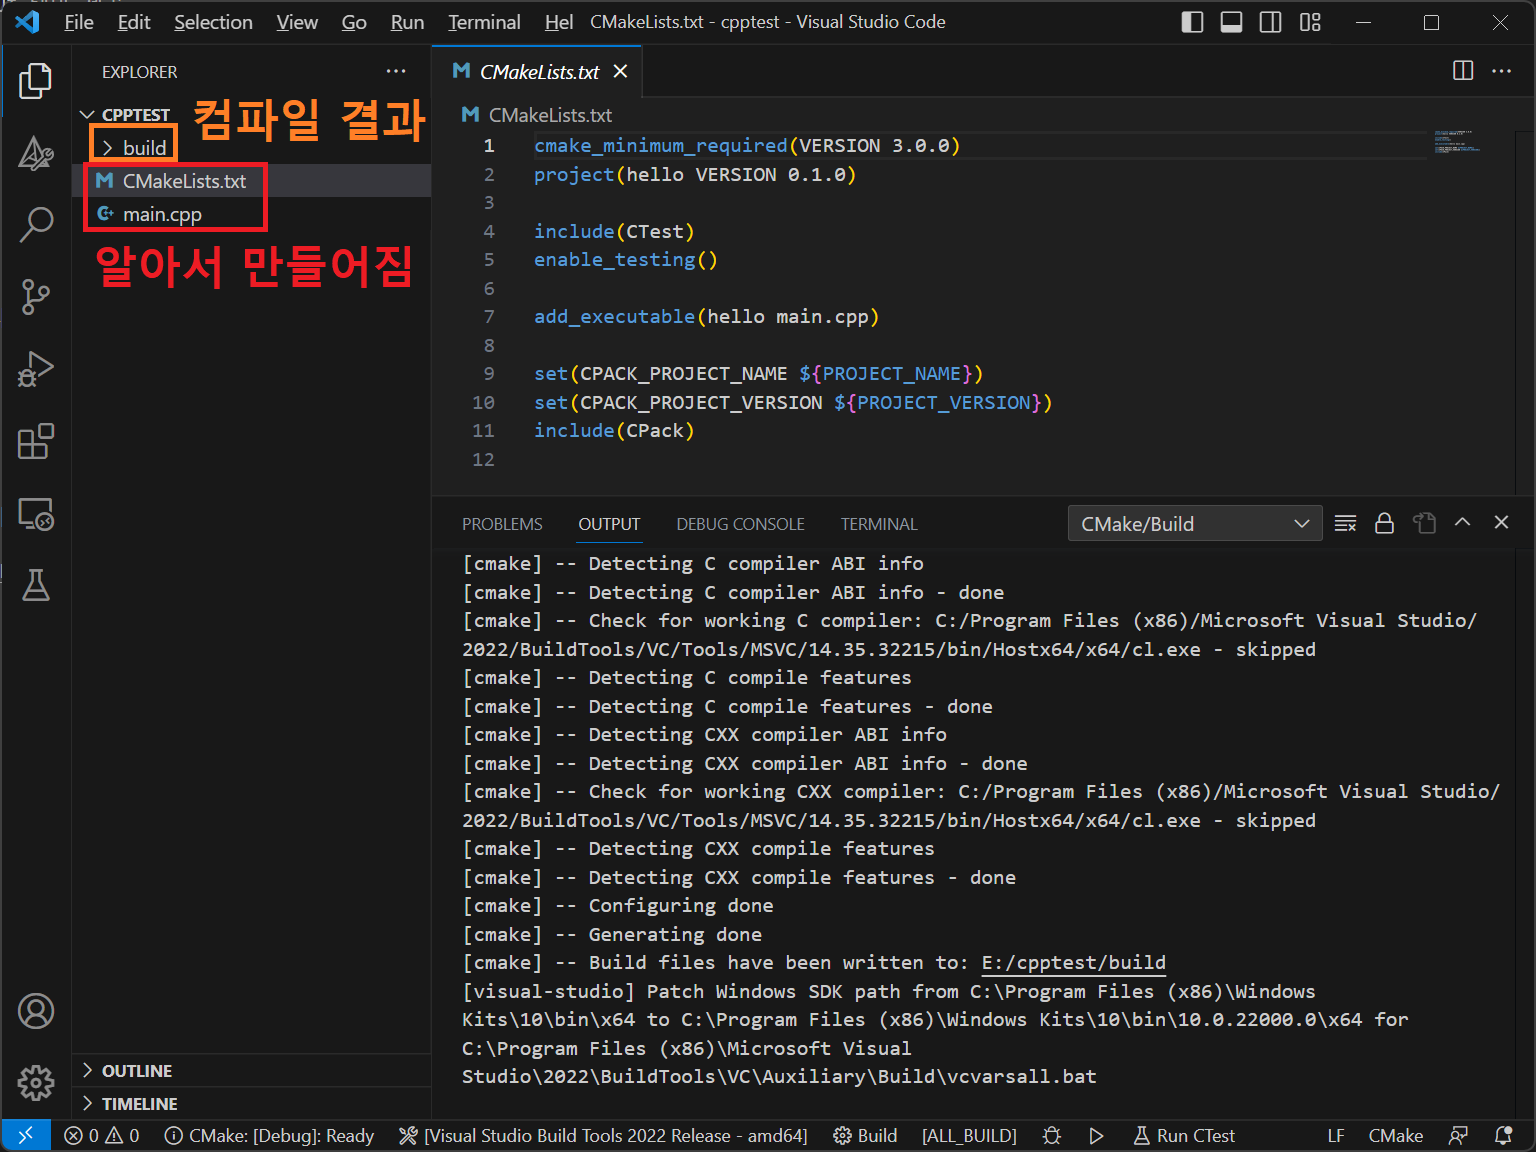 File Edit Selection View Go Run Terminal Hel CMakeLists.txt - cpptest - Visual Studio Code
EXPLORER
CPPTEST
컴파일 결과
build
CMakeLists.txt
main.cpp
알아서 만들어짐
OUTLINE
TIMELINE
CMakeLists.txt
CMakeLists.txt
1 cmake_minimum_required(VERSION 3.0.0)
2 project(hello VERSION 0.1.0)
3
4 include(CTest)
5 enable_testing()
6
7 add_executable(hello main.cpp)
8
9 set(CPACK_PROJECT_NAME ${PROJECT_NAME})
10 set(CPACK_PROJECT_VERSION ${PROJECT_VERSION})
11 include(CPack)
12
PROBLEMS OUTPUT DEBUG CONSOLE TERMINAL CMake/Build
[cmake] -- Detecting C compiler ABI info
[cmake] -- Detecting C compiler ABI info - done
[cmake] -- Check for working C compiler: C:/Program Files (x86)/Microsoft Visual Studio/
2022/BuildTools/VC/Tools/MSVC/14.35.32215/bin/Hostx64/x64/cl.exe - skipped
[cmake] -- Detecting C compile features
[cmake] -- Detecting C compile features - done
[cmake] -- Detecting CXX compiler ABI info
[cmake] -- Detecting CXX compiler ABI info - done
[cmake] -- Check for working CXX compiler: C:/Program Files (x86)/Microsoft Visual Studio/
2022/BuildTools/VC/Tools/MSVC/14.35.32215/bin/Hostx64/x64/cl.exe - skipped
[cmake] -- Detecting CXX compile features
[cmake] -- Detecting CXX compile features - done
[cmake] -- Configuring done
[cmake] -- Generating done
[cmake] -- Build files have been written to: E:/cpptest/build
[visual-studio] Patch Windows SDK path from C:\Program Files (x86)\Windows
Kits\10\bin\x64 to C:\Program Files (x86)\Windows Kits\10\bin\10.0.22000.0\x64 for
C:\Program Files (x86)\Microsoft Visual
Studio\2022\BuildTools\VC\Auxiliary\Build\vcvarsall.bat
0 0 CMake: [Debug]: Ready [Visual Studio Build Tools 2022 Release - amd64] Build [ALL_BUILD] Run CTest LF CMake